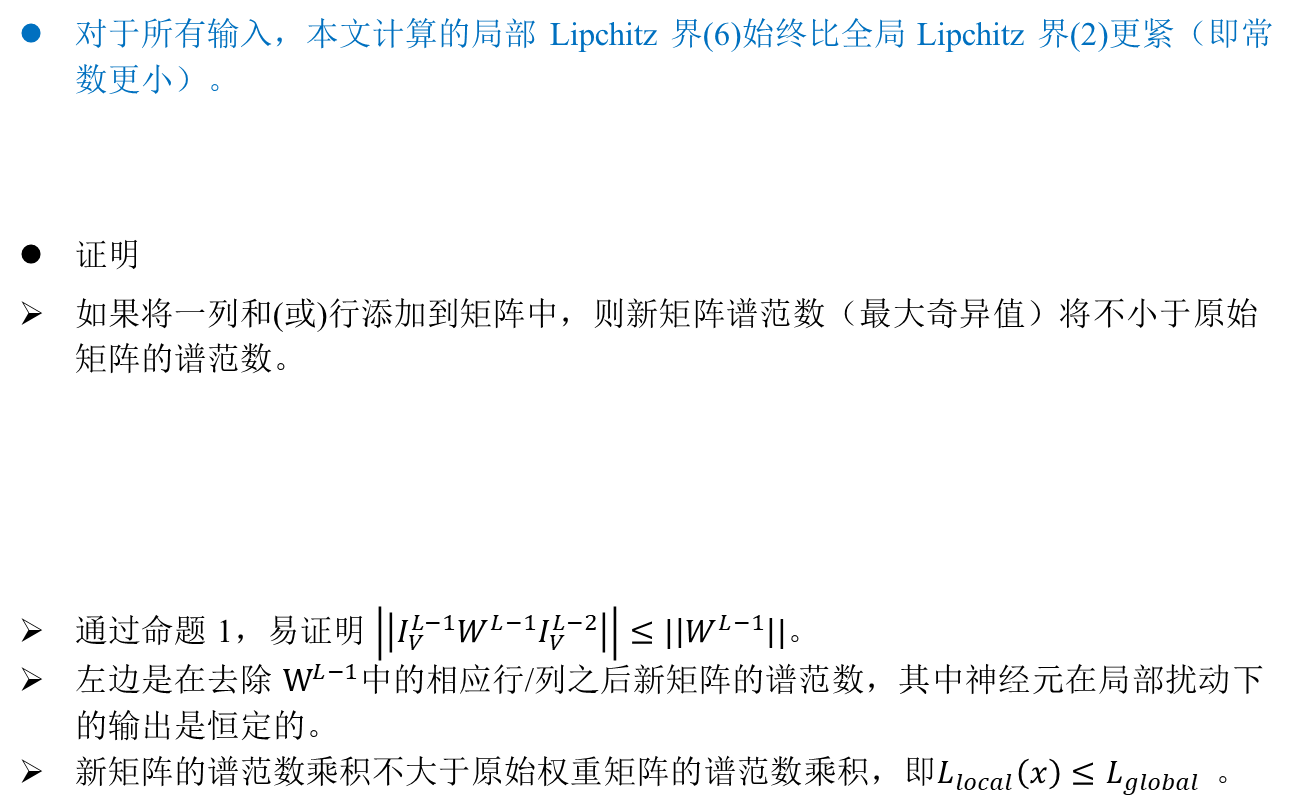 ● 对于所有输入，本文计算的局部 Lipchitz 界(6)始终比全局 Lipchitz 界(2)更紧（即常
数更小）。
● 证明
➢ 如果将一列和(或)行添加到矩阵中，则新矩阵谱范数（最大奇异值）将不小于原始
矩阵的谱范数。
➢ 通过命题 1，易证明 $\left|\left|I_V^{L-1}W^{L-1}I_V^{L-2}\right|\right| \leq ||W^{L-1}||$。
➢ 左边是在去除 $W^{L-1}$中的相应行/列之后新矩阵的谱范数，其中神经元在局部扰动下
的输出是恒定的。
➢ 新矩阵的谱范数乘积不大于原始权重矩阵的谱范数乘积，即$L_{local}(x) \leq L_{global}$ 。